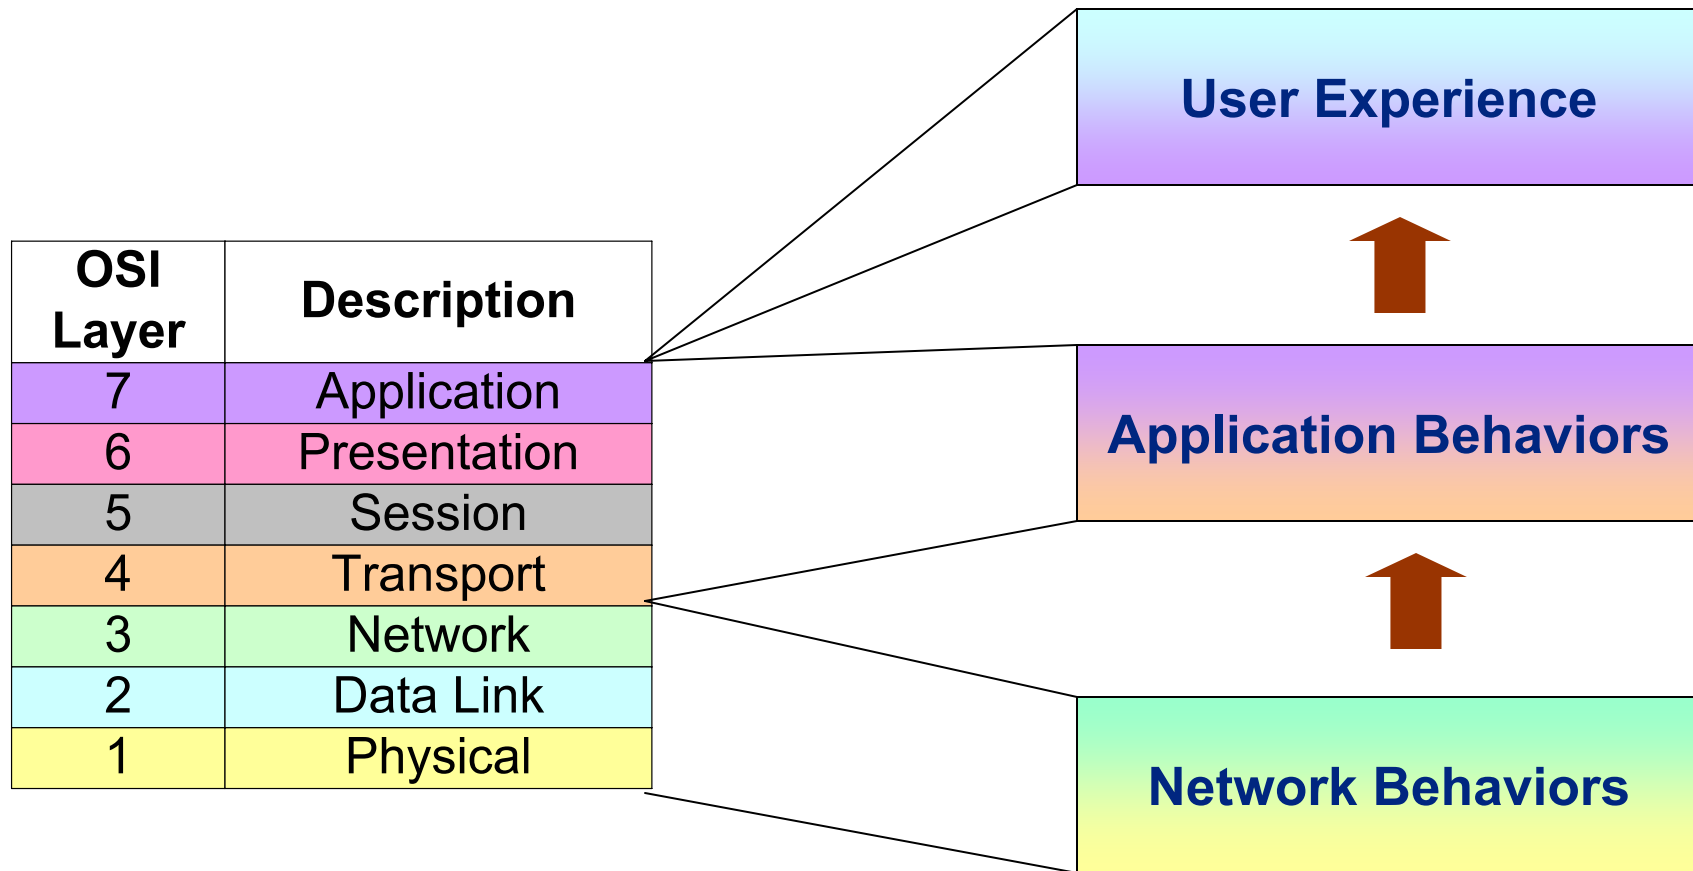 OSI
Layer
Description
7 Application
6 Presentation
5 Session
4 Transport
3 Network
2 Data Link
1 Physical
User Experience
Application Behaviors
Network Behaviors